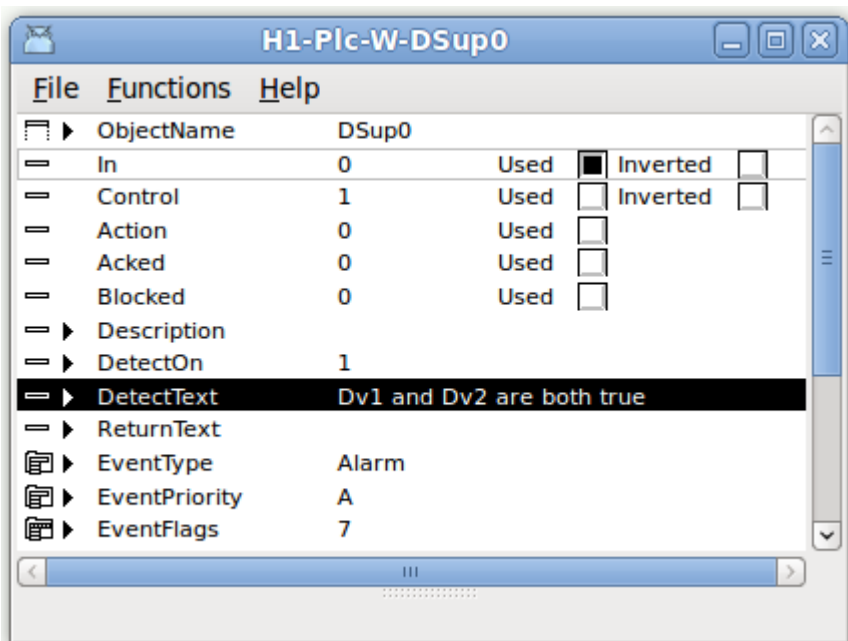 H1-Plc-W-DSup0
File Functions Help
ObjectName DSup0
In 0 Used Inverted
Control 1 Used Inverted
Action 0 Used
Acked 0 Used
Blocked 0 Used
Description
DetectOn 1
DetectText Dv1 and Dv2 are both true
ReturnText
EventType Alarm
EventPriority A
EventFlags 7